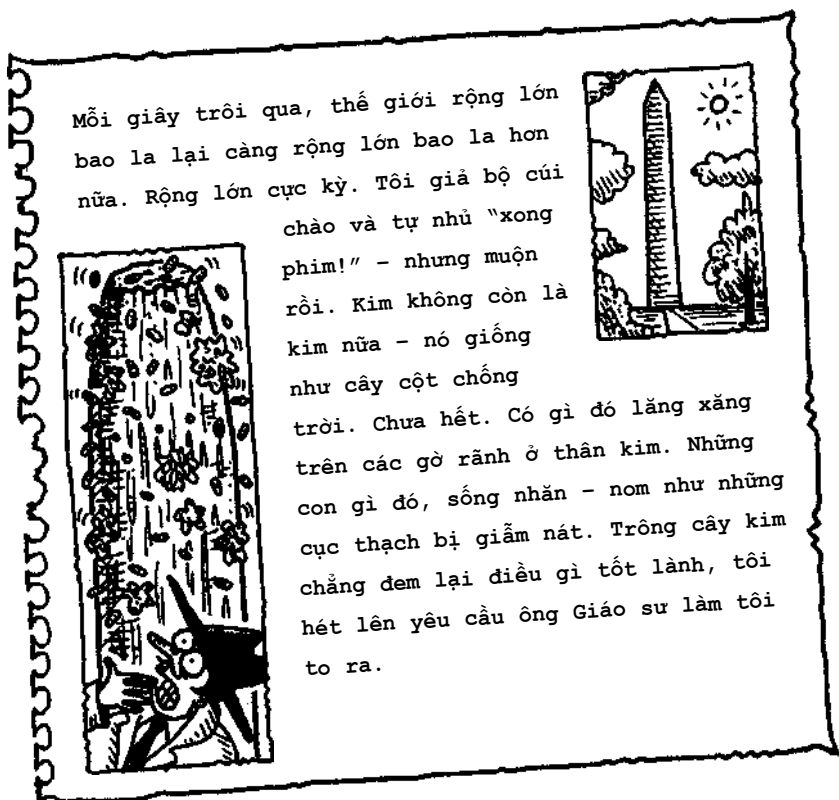 Mỗi giây trôi qua, thế giới rộng lớn
bao la lại càng rộng lớn bao la hơn
nữa. Rộng lớn cực kỳ. Tôi giả bộ cúi
chào và tự nhủ “xong
phim!” – nhưng muộn
rồi. Kim không còn là
kim nữa – nó giống
như cây cột chống
trời. Chưa hết. Có gì đó lăng xăng
trên các gờ rãnh ở thân kim. Những
con gì đó, sống nhăn – nom như những
cục thạch bị giẫm nát. Trông cây kim
chẳng đem lại điều gì tốt lành, tôi
hét lên yêu cầu ông Giáo sư làm tôi
to ra.